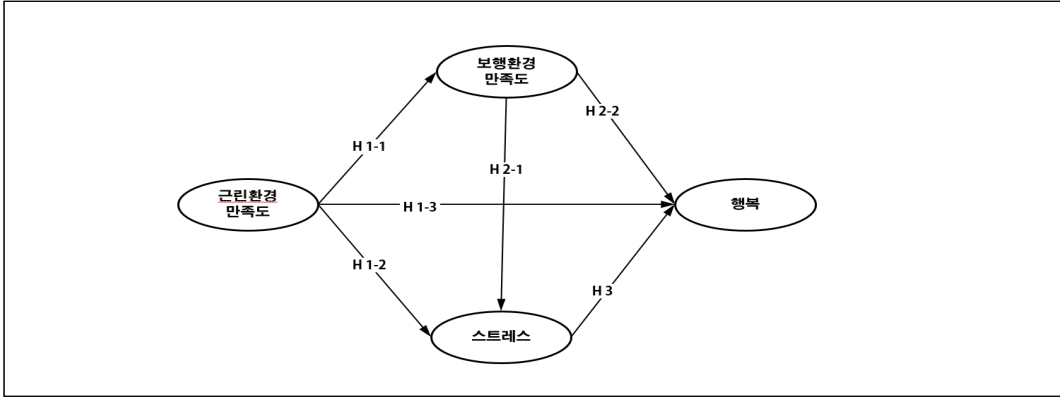 보행환경
만족도
H 2-2
H 1-1
H 2-1
근린환경
만족도
H 1-3
행복
H 1-2
H 3
스트레스